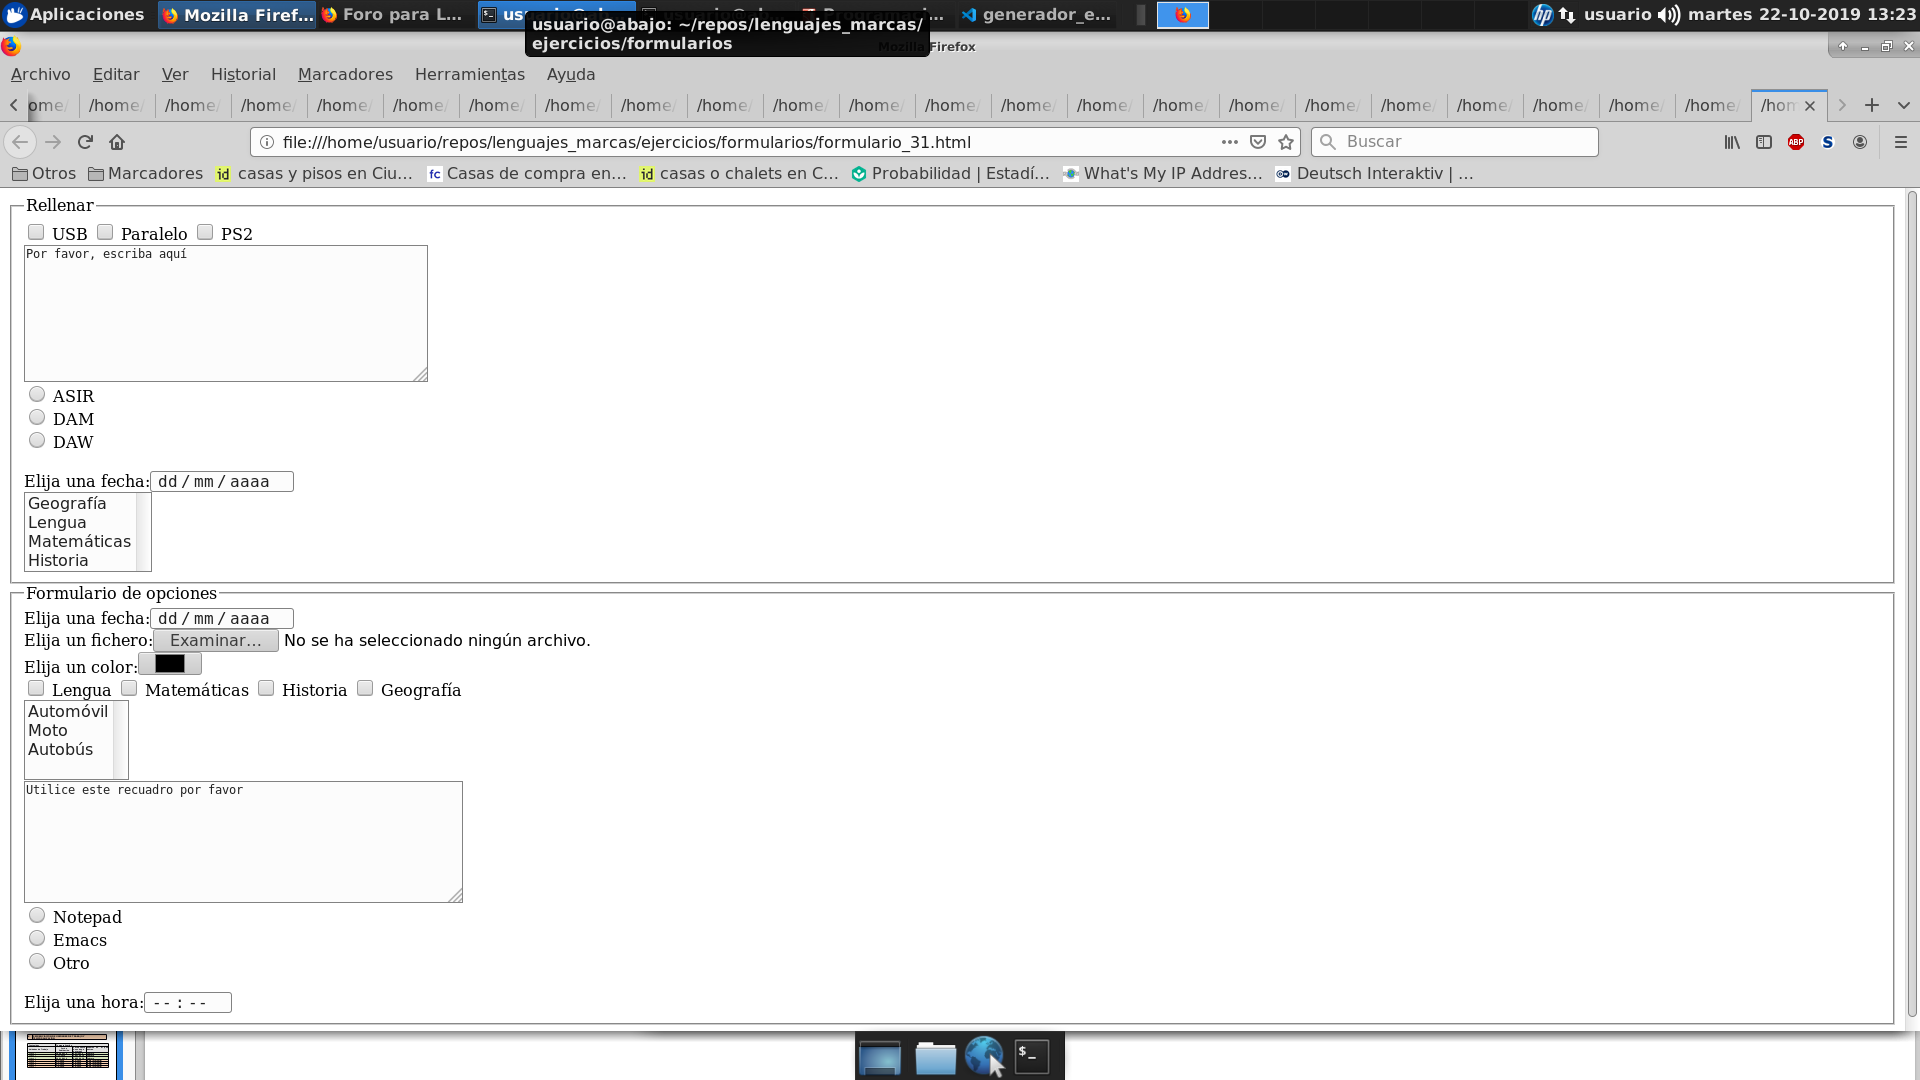 Aplicaciones
Mozilla Firef...
Foro para L...
generador_e...
hp
usuario
martes 22-10-2019 13:23
usuario@abajo: ~/repos/lenguajes_marcas/
ejercicios/formularios
Mozilla Firefox
Archivo Editar Ver Historial Marcadores Herramientas Ayuda
ome/ /home/ /home/ /home/ /home/ /home/ /home/ /home/ /home/ /home/ /home/ /home/ /home/ /home/ /home/ /home/ /home/ /home/ /home/ /home/ /home/ /home/ /home/ /hom
file:///home/usuario/repos/lenguajes_marcas/ejercicios/formularios/formulario_31.html
Buscar
ABP
S
Otros Marcadores id casas y pisos en Ciu... fc Casas de compra en... id casas o chalets en C... Probabilidad | Estadí... What's My IP Addres... Deutsch Interaktiv | ...
Rellenar
USB Paralelo PS2
Por favor, escriba aquí
ASIR
DAM
DAW
Elija una fecha: dd / mm / aaaa
Geografía
Lengua
Matemáticas
Historia
Formulario de opciones
Elija una fecha: dd / mm / aaaa
Elija un fichero: Examinar... No se ha seleccionado ningún archivo.
Elija un color:
Lengua Matemáticas Historia Geografía
Automóvil
Moto
Autobús
Utilice este recuadro por favor
Notepad
Emacs
Otro
Elija una hora: -- : --
$_